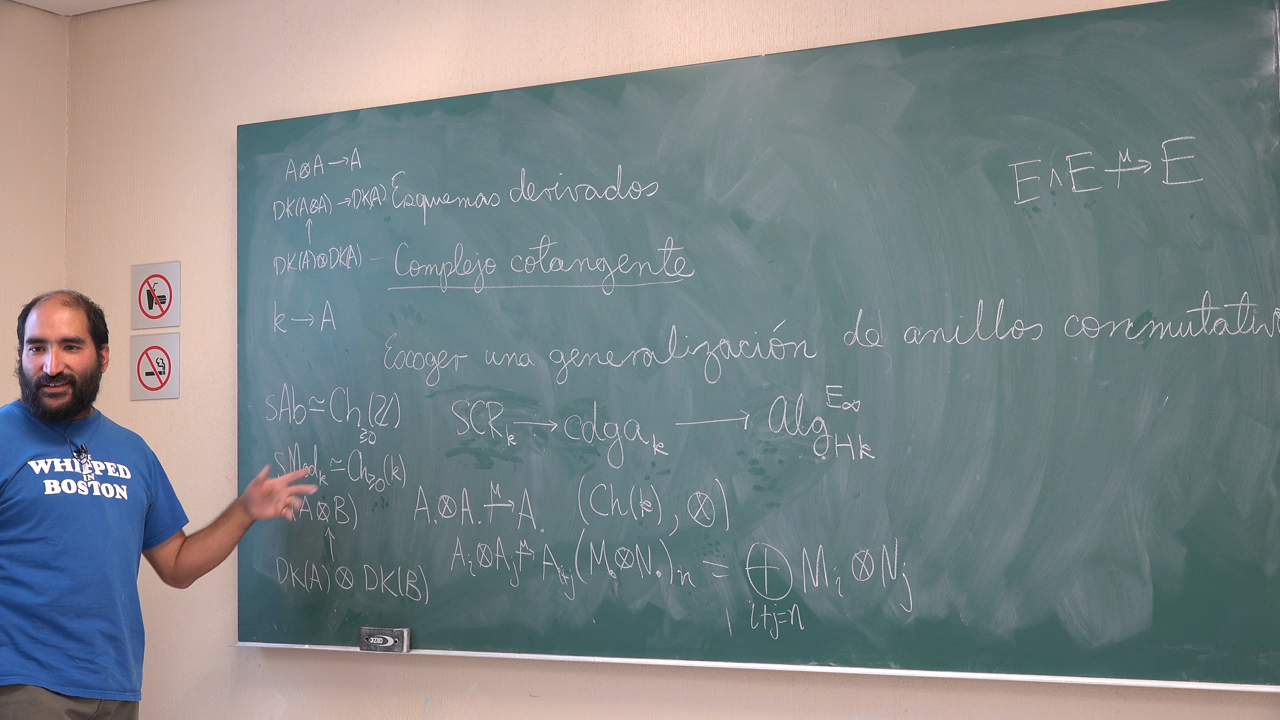 A⊗A→A
DK(A⊗A)→DK(A)
↑
DK(A)⊗DK(A)
k→A
Esquemas derivados
– Complejo cotangente
Escoger una generalización de anillos conmutativ
E∧E –μ→ E
sAb≃Ch≥0(ℤ)
sModk≃Ch≥0(k)
A⊗B)
↑
DK(A)⊗DK(B)
SCRk→cdgak→Alg^E∞_Hk
A.⊗A. –μ→ A. (Ch(k),⊗)
Ai⊗Aj –μ→ Ai+j (M.⊗N.)n = ⊕i+j=n Mi⊗Nj
WHIPPED
IN
BOSTON